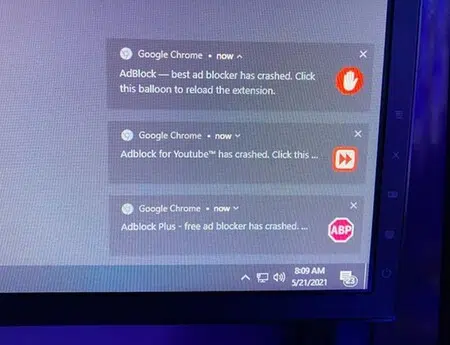 Google Chrome • now
AdBlock — best ad blocker has crashed. Click
this balloon to reload the extension.
Google Chrome • now
Adblock for Youtube™ has crashed. Click this ...
Google Chrome • now
Adblock Plus - free ad blocker has crashed. ...
ABP
8:09 AM
5/21/2021
23